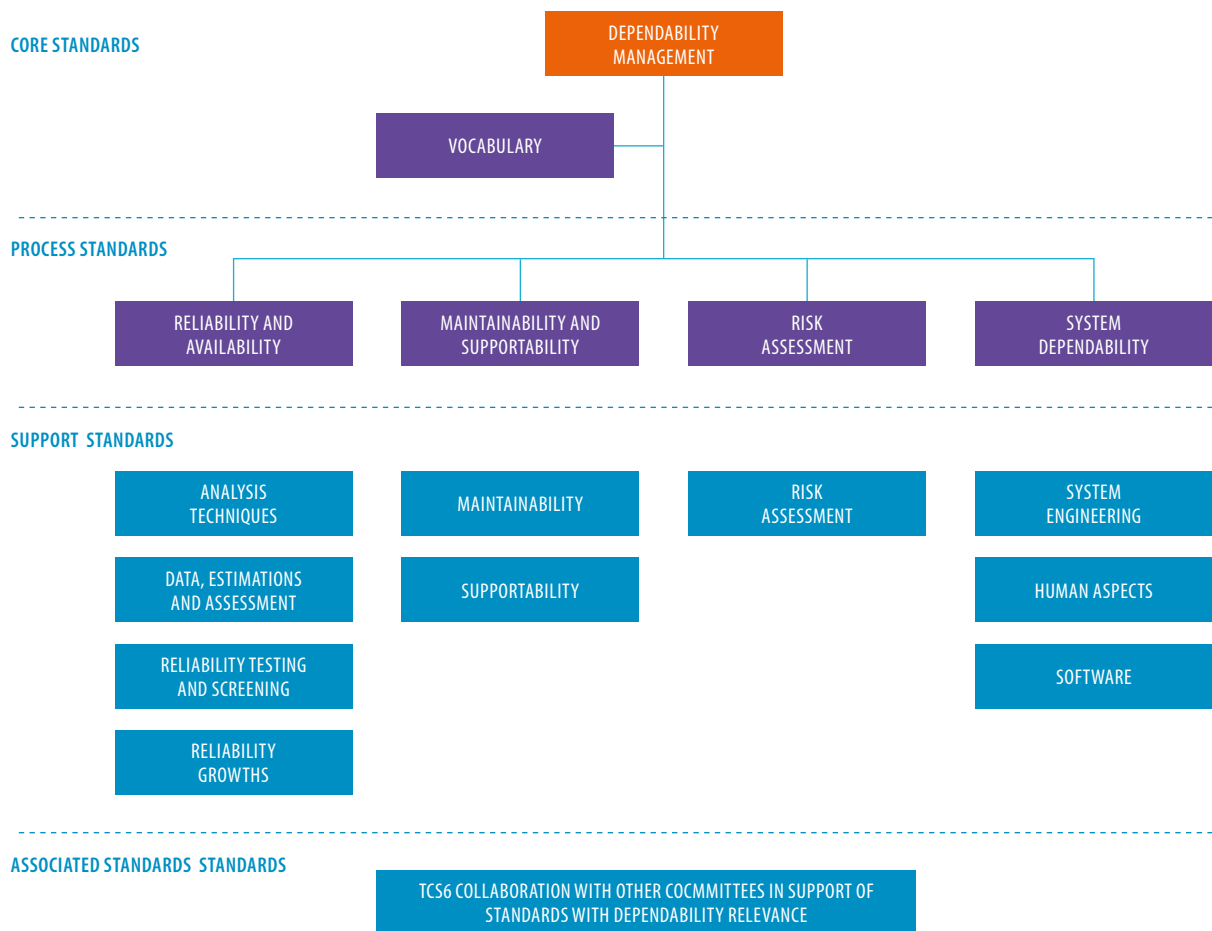 CORE STANDARDS
DEPENDABILITY
MANAGEMENT
VOCABULARY
PROCESS STANDARDS
RELIABILITY AND
AVAILABILITY
MAINTAINABILITY AND
SUPPORTABILITY
RISK
ASSESSMENT
SYSTEM
DEPENDABILITY
SUPPORT STANDARDS
ANALYSIS
TECHNIQUES
MAINTAINABILITY
RISK
ASSESSMENT
SYSTEM
ENGINEERING
DATA, ESTIMATIONS
AND ASSESSMENT
SUPPORTABILITY
HUMAN ASPECTS
RELIABILITY TESTING
AND SCREENING
SOFTWARE
RELIABILITY
GROWTHS
ASSOCIATED STANDARDS STANDARDS
TCS6 COLLABORATION WITH OTHER COCMMITTEES IN SUPPORT OF
STANDARDS WITH DEPENDABILITY RELEVANCE